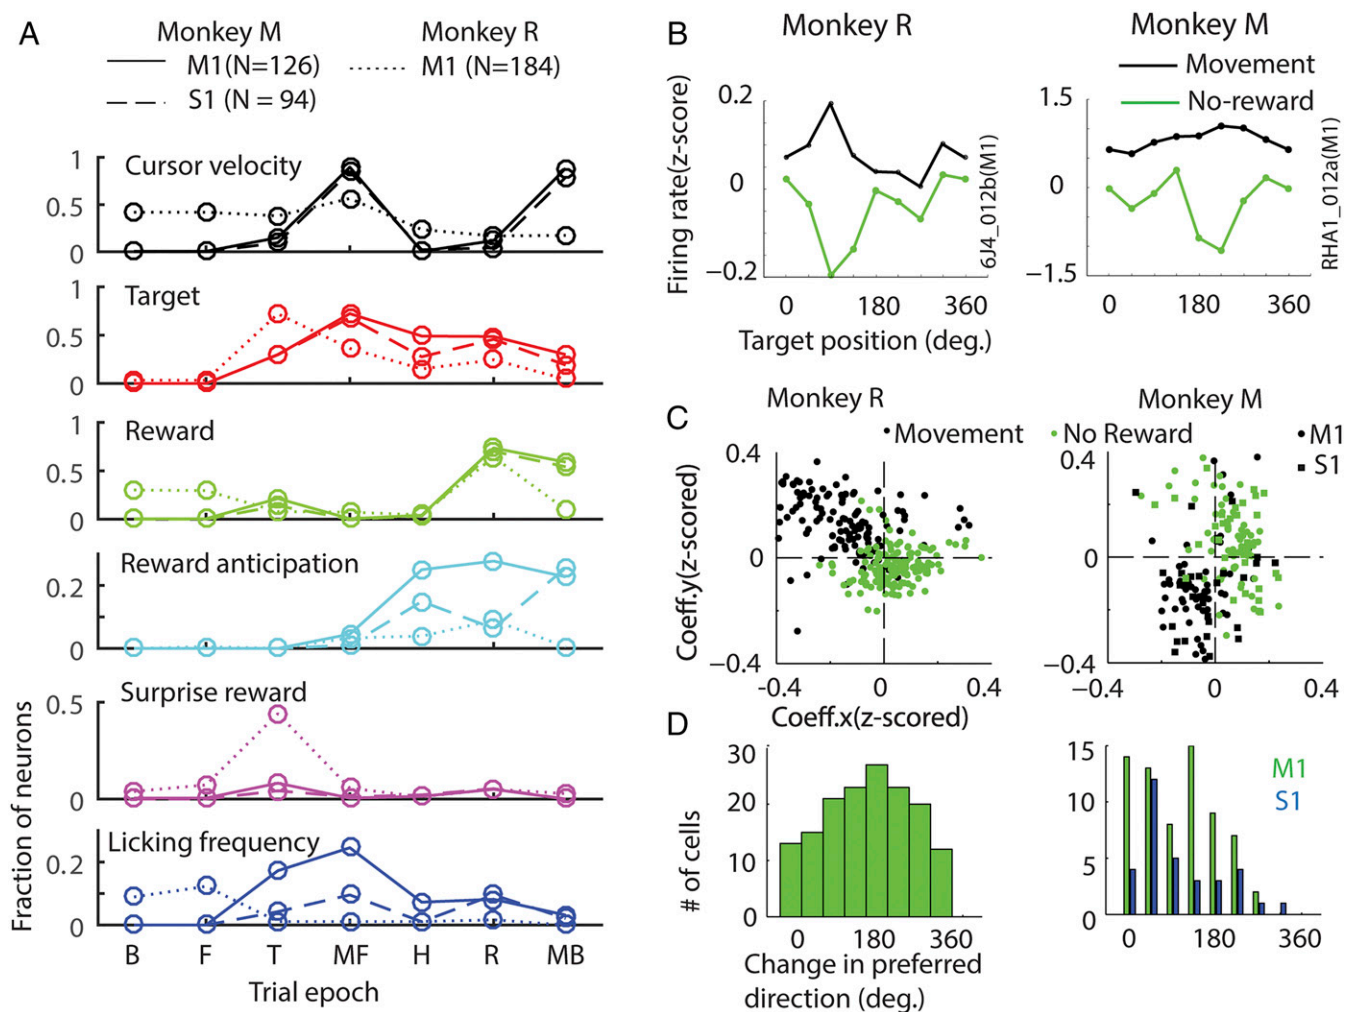 A
Monkey M
Monkey R
M1(N=126)
M1 (N=184)
S1 (N = 94)
Cursor velocity
1
0.5
0
Target
1
0.5
0
Reward
1
0.5
0
Reward anticipation
0.2
0
Surprise reward
0.5
0
Licking frequency
0.2
0
Fraction of neurons
B F T MF H R MB
Trial epoch
B
Monkey R
Monkey M
Movement
No-reward
Firing rate(z-score)
0.2
0
−0.2
0 180 360
6J4_012b(M1)
1.5
0
−1.5
0 180 360
RHA1_012a(M1)
Target position (deg.)
C
Monkey R
Monkey M
Movement
No Reward
M1
S1
Coeff.y(z-scored)
0.4
0
−0.4
-0.4 0 0.4
0.4
0
−0.4
−0.4 0 0.4
Coeff.x(z-scored)
D
# of cells
30
20
10
0
0 180 360
15
10
5
0
0 180 360
M1
S1
Change in preferred
direction (deg.)